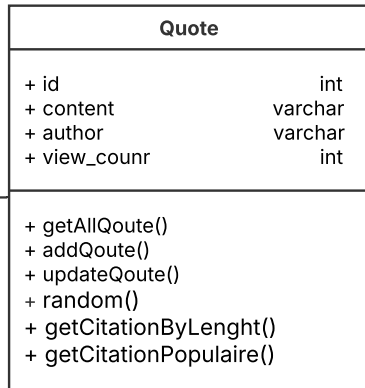 Quote
+ id int
+ content varchar
+ author varchar
+ view_counr int
+ getAllQoute()
+ addQoute()
+ updateQoute()
+ random()
+ getCitationByLenght()
+ getCitationPopulaire()